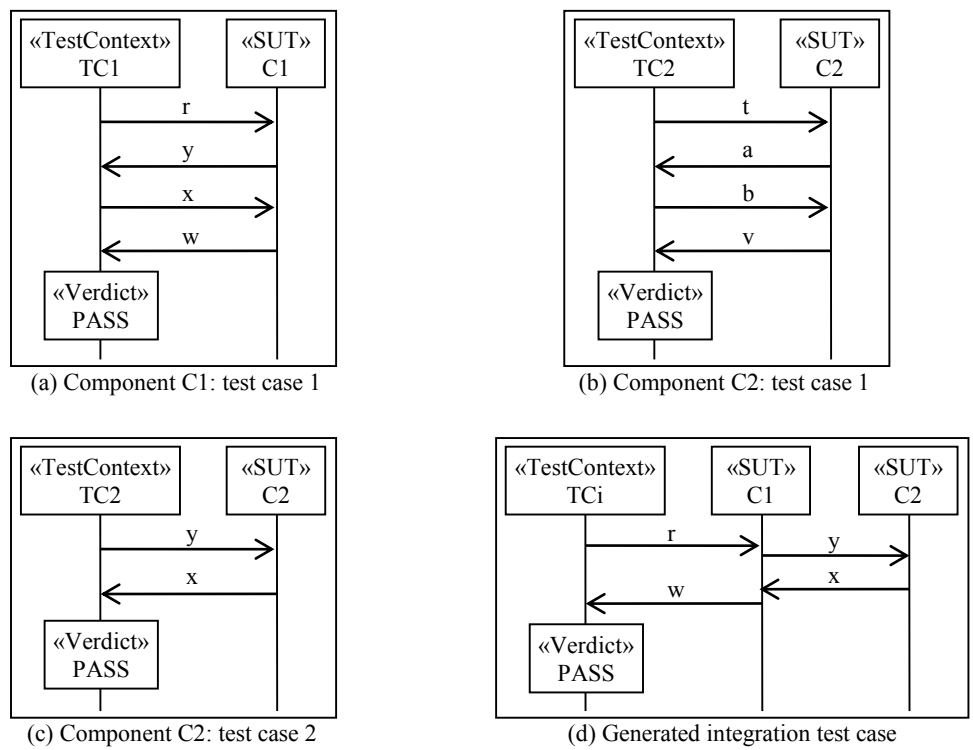 «TestContext»
TC1
«SUT»
C1
r
y
x
w
«Verdict»
PASS
(a) Component C1: test case 1
«TestContext»
TC2
«SUT»
C2
t
a
b
v
«Verdict»
PASS
(b) Component C2: test case 1
«TestContext»
TC2
«SUT»
C2
y
x
«Verdict»
PASS
(c) Component C2: test case 2
«TestContext»
TCi
«SUT»
C1
«SUT»
C2
r
y
x
w
«Verdict»
PASS
(d) Generated integration test case